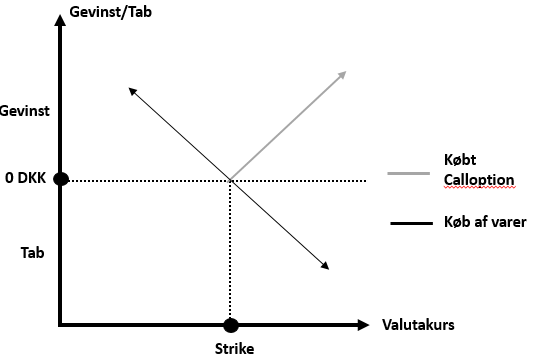 Gevinst/Tab
Gevinst
0 DKK
Tab
Købt
Calloption
Køb af varer
Valutakurs
Strike